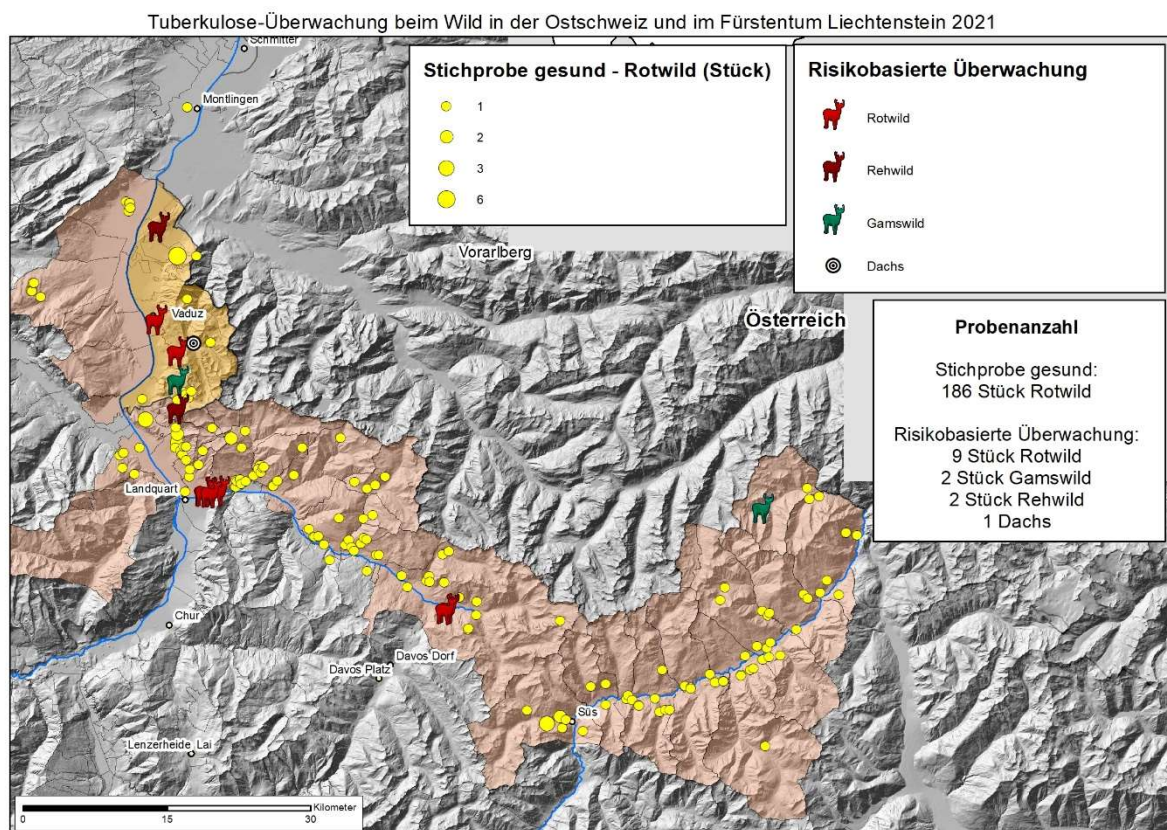 Tuberkulose-Überwachung beim Wild in der Ostschweiz und im Fürstentum Liechtenstein 2021
Schmitter
Montlingen
Stichprobe gesund - Rotwild (Stück)
1
2
3
6
Risikobasierte Überwachung
Rotwild
Rehwild
Gamswild
Dachs
Vorarlberg
Vaduz
Österreich
Probenanzahl
Stichprobe gesund:
186 Stück Rotwild
Risikobasierte Überwachung:
9 Stück Rotwild
2 Stück Gamswild
2 Stück Rehwild
1 Dachs
Landquart
Chur
Davos Dorf
Davos Platz
Süs
Lenzerheide Lai
Kilometer
0 15 30